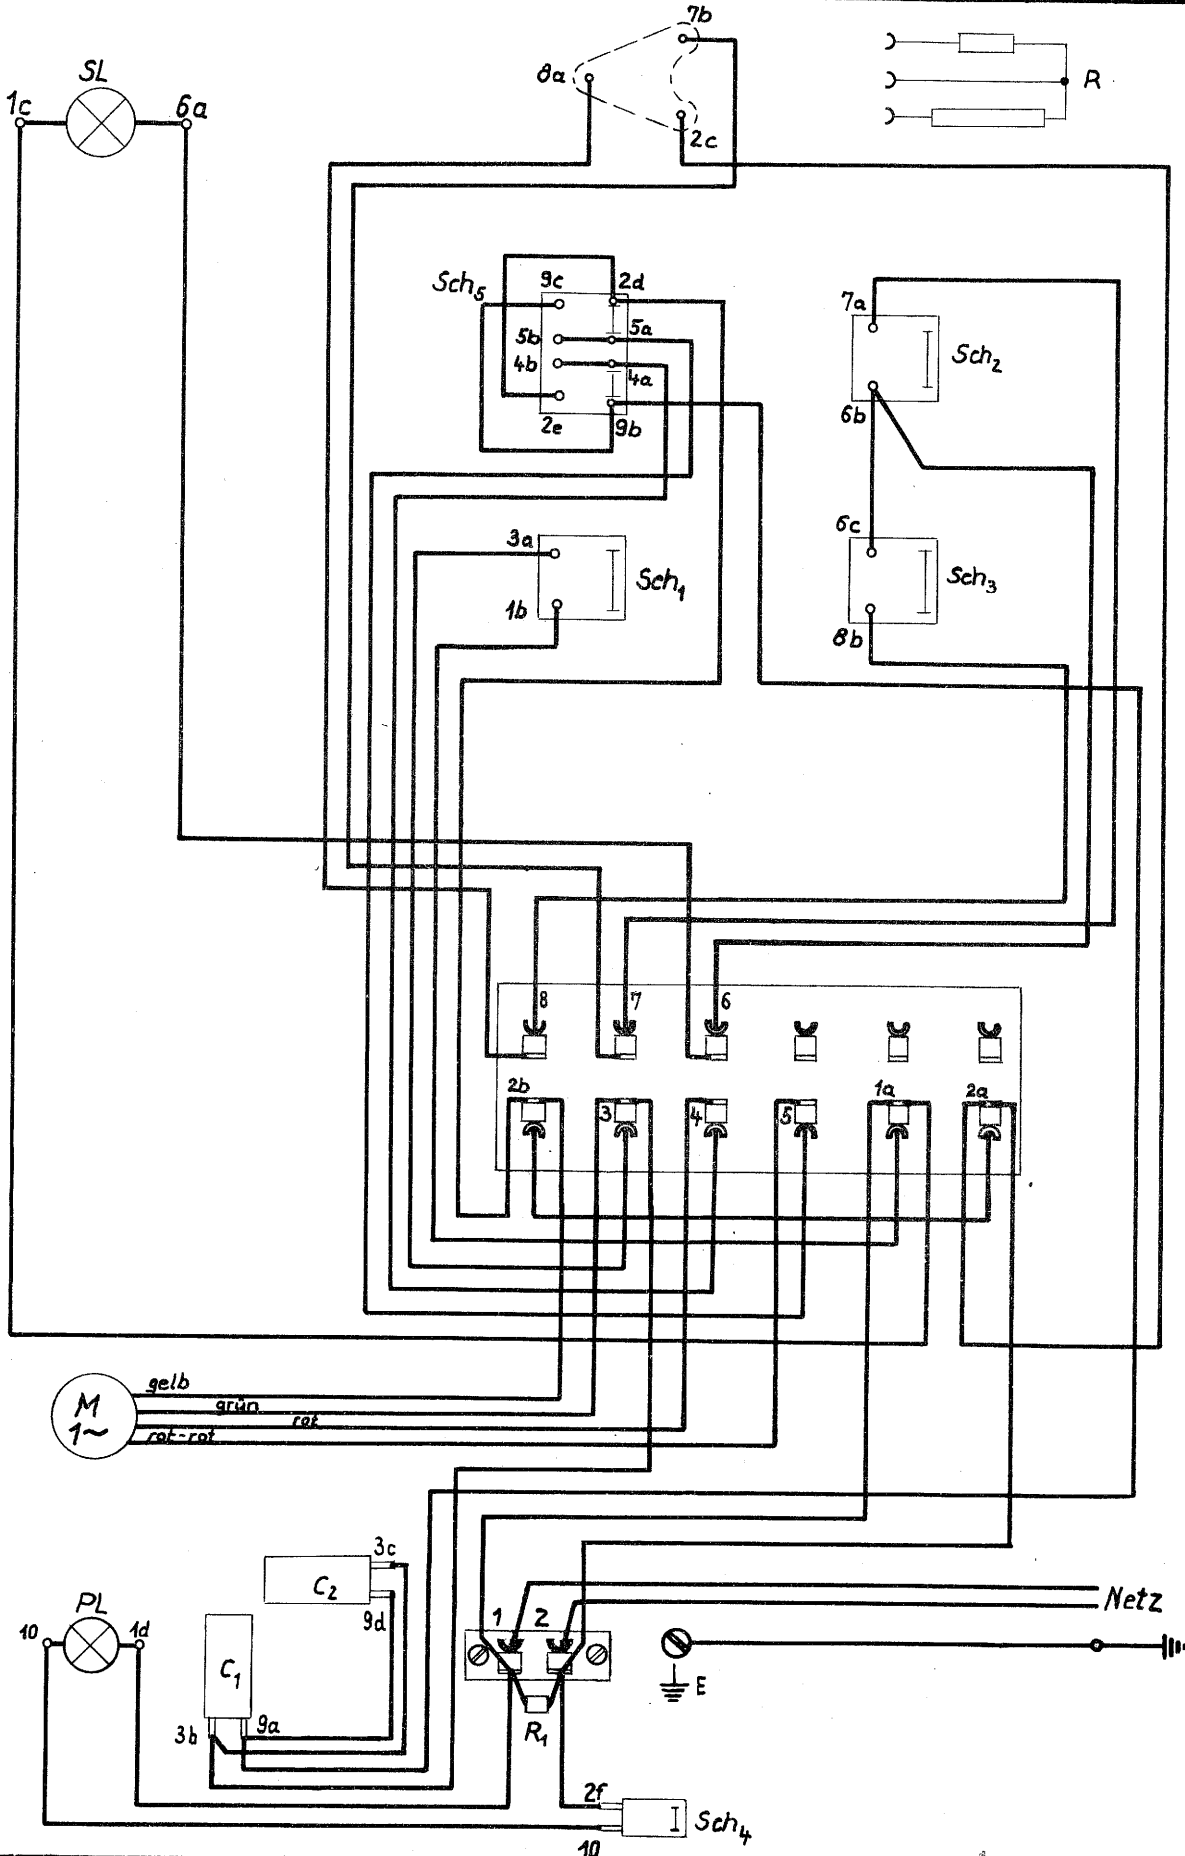 7b
8a
R
SL
1c
6a
2c
Sch5
9c
2d
5b
5a
4b
4a
2e
9b
7a
Sch2
6b
3a
Sch1
1b
6c
Sch3
8b
8
7
6
2b
3
4
5
1a
2a
M
1~
gelb
grün
rot
rot-rot
3c
C2
9d
PL
10
1d
C1
3b
9a
1
2
R1
E
Netz
2f
10
Sch4